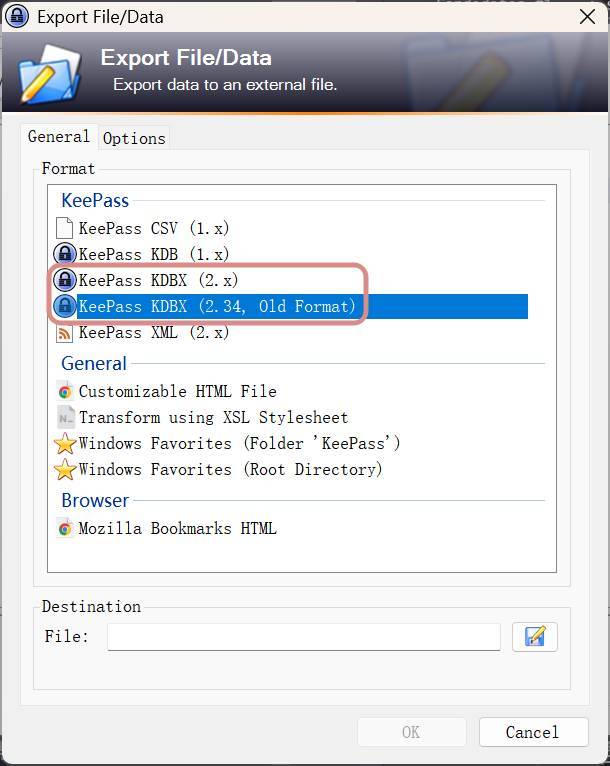 Export File/Data
Export File/Data
Export data to an external file.
General
Options
Format
KeePass
KeePass CSV (1.x)
KeePass KDB (1.x)
KeePass KDBX (2.x)
KeePass KDBX (2.34, Old Format)
KeePass XML (2.x)
General
Customizable HTML File
Transform using XSL Stylesheet
Windows Favorites (Folder 'KeePass')
Windows Favorites (Root Directory)
Browser
Mozilla Bookmarks HTML
Destination
File:
OK
Cancel